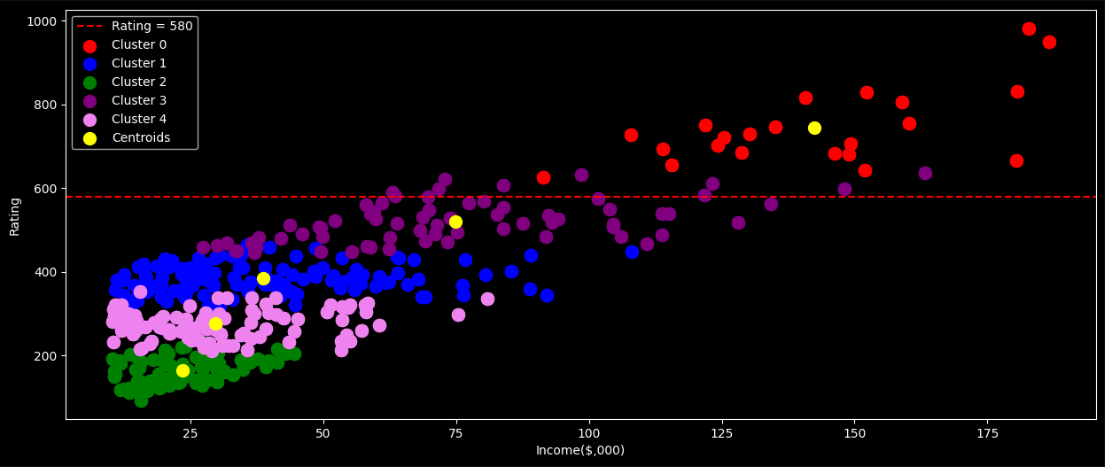 1000
800
600
400
200
Rating
Rating = 580
Cluster 0
Cluster 1
Cluster 2
Cluster 3
Cluster 4
Centroids
25 50 75 100 125 150 175
Income($,000)